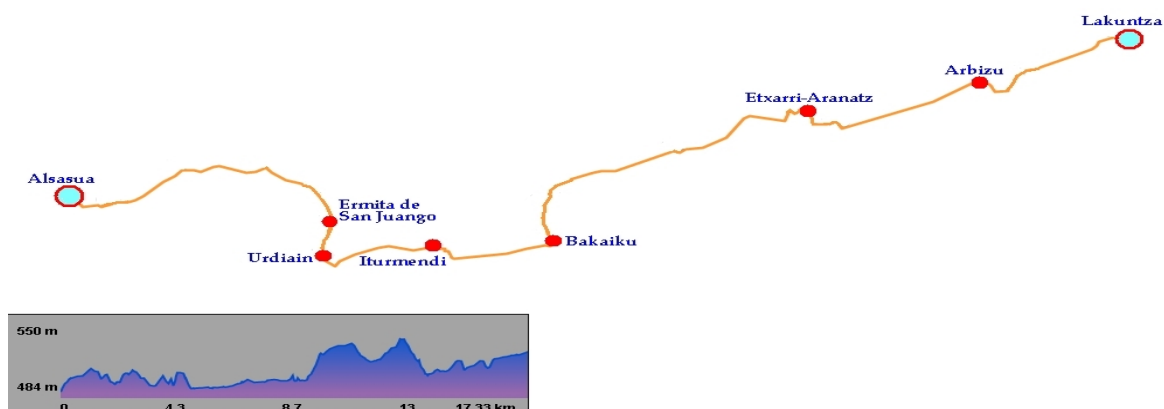 Lakuntza
Arbizu
Etxarri-Aranatz
Alsasua
Ermita de
San Juango
Bakaiku
Urdiain
Iturmendi
550 m
484 m
0 4.3 8.7 13 17.33 km